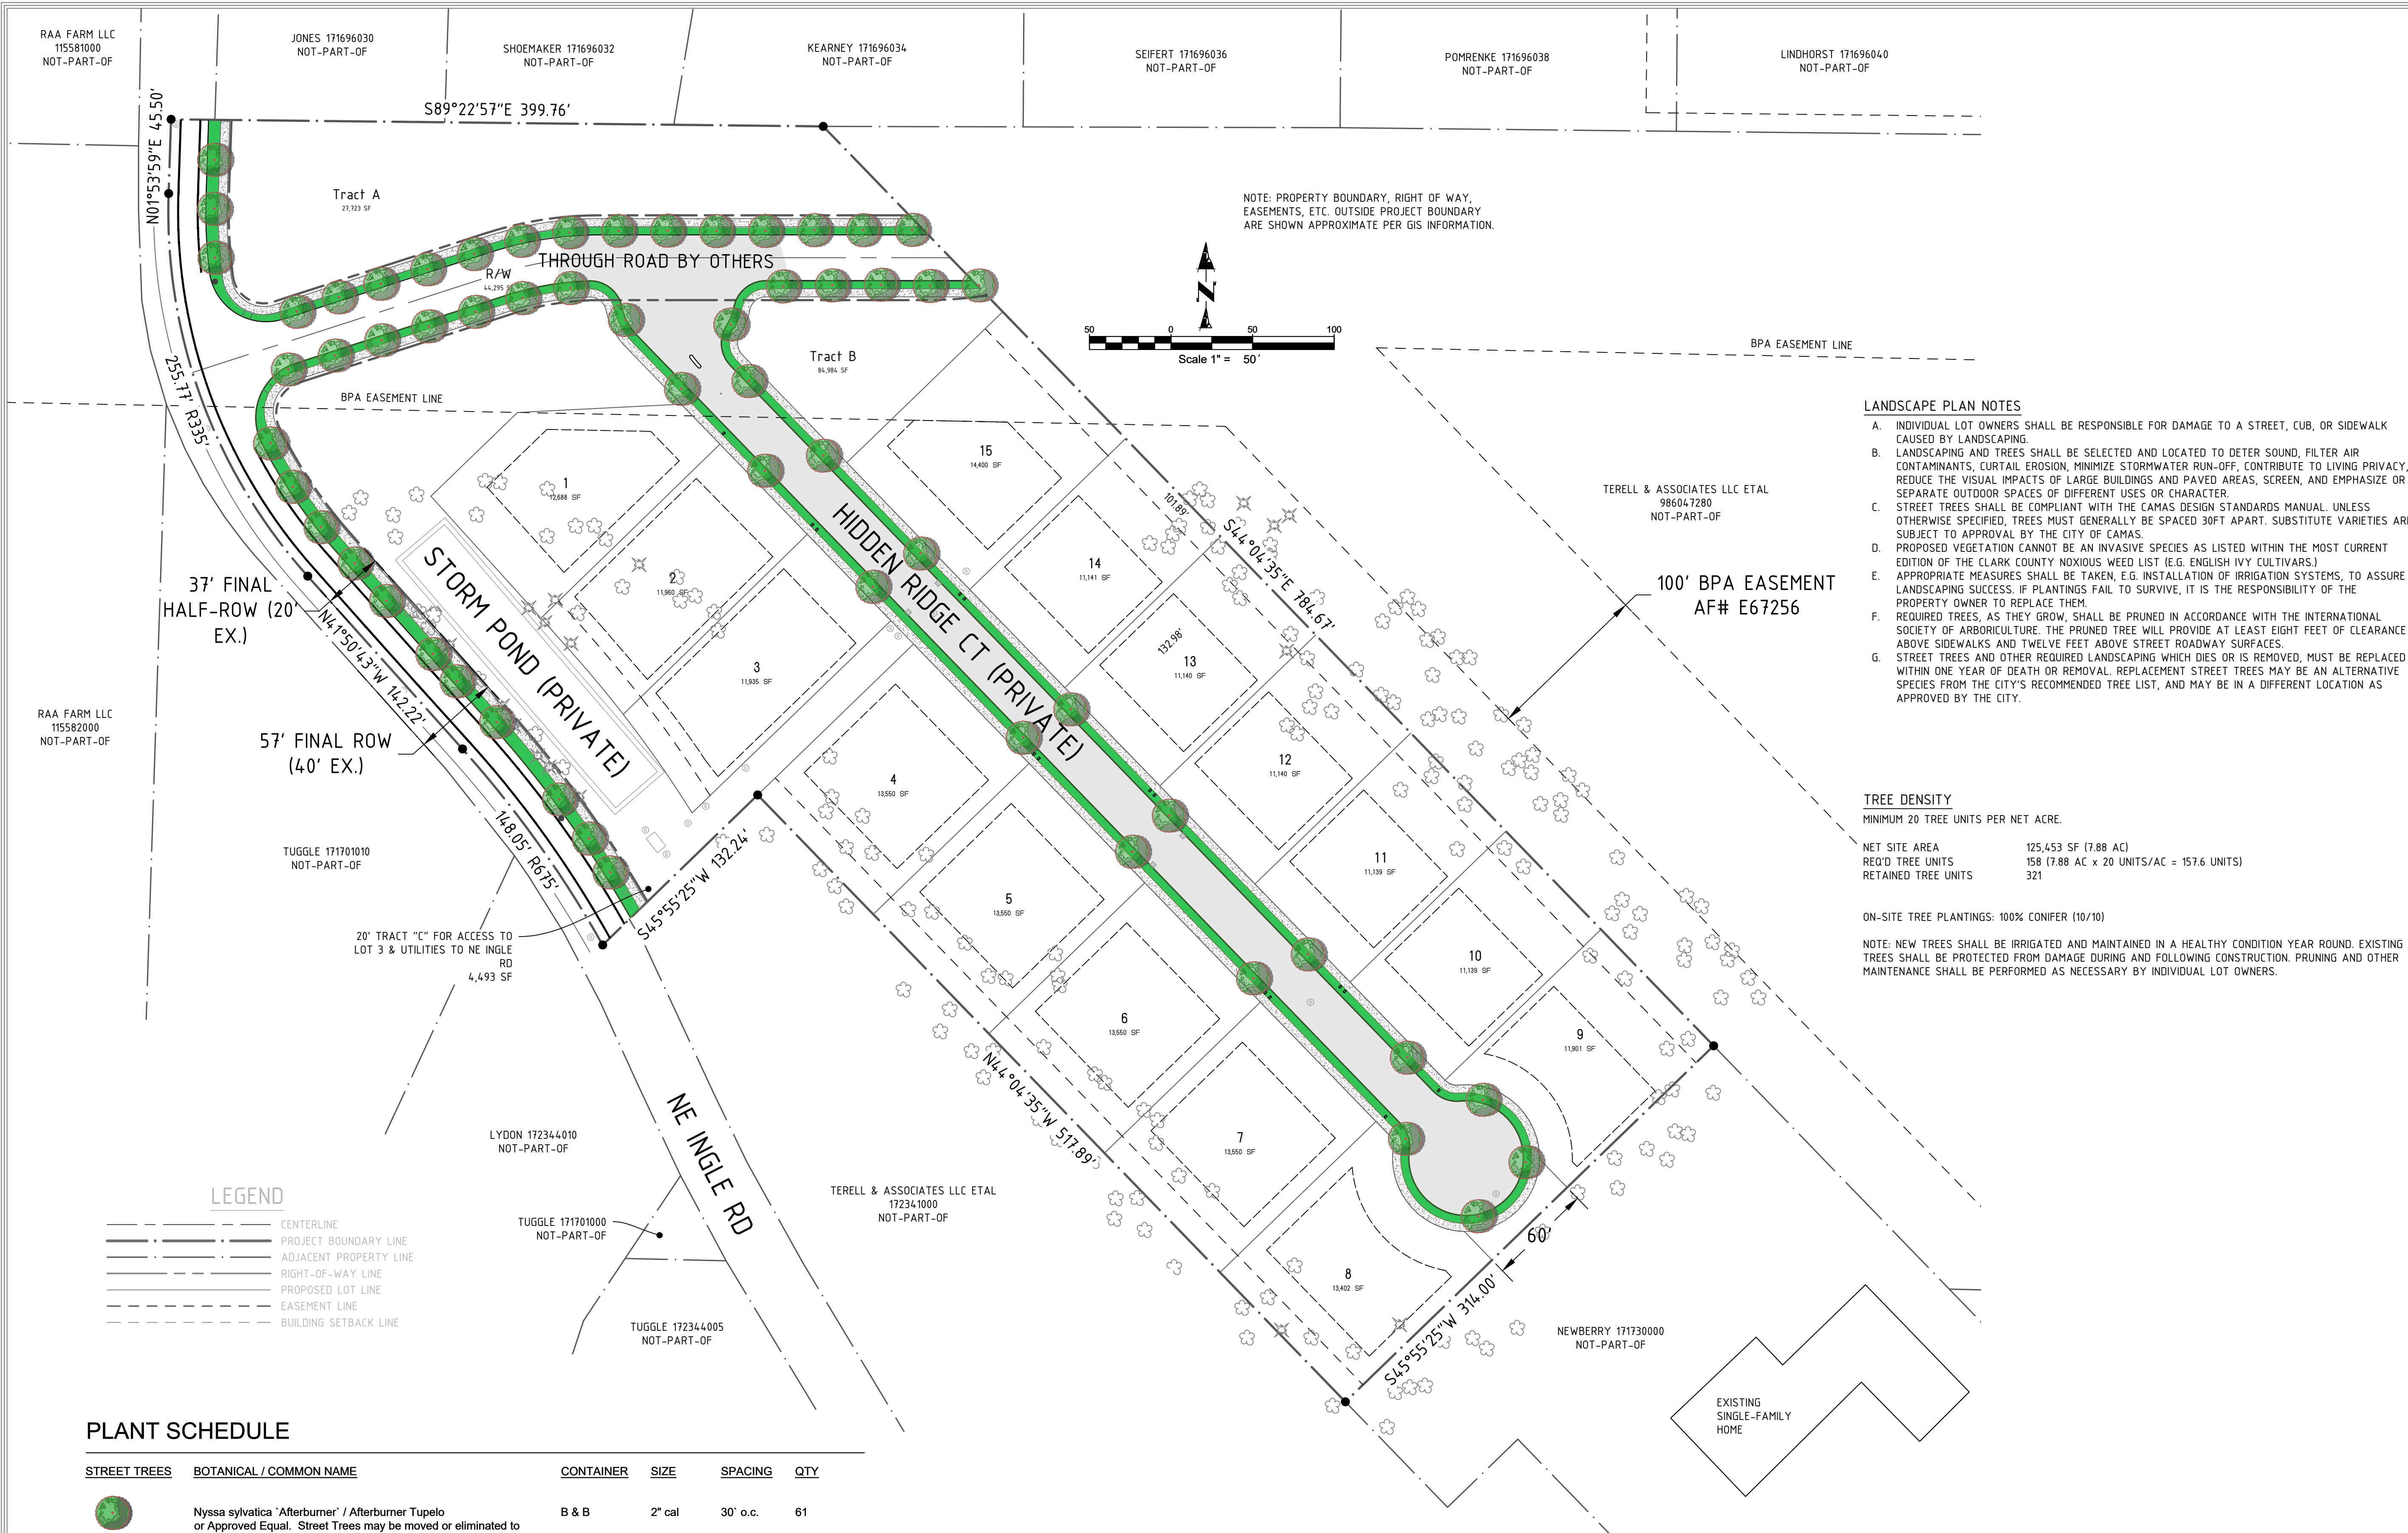 RAA FARM LLC
115581000
NOT-PART-OF
JONES 171696030
NOT-PART-OF
SHOEMAKER 171696032
NOT-PART-OF
KEARNEY 171696034
NOT-PART-OF
SEIFERT 171696036
NOT-PART-OF
POMRENKE 171696038
NOT-PART-OF
LINDHORST 171696040
NOT-PART-OF
S89°22'57"E 399.76'
N01°53'59"E 45.50'
Tract A
27,723 SF
NOTE: PROPERTY BOUNDARY, RIGHT OF WAY,
EASEMENTS, ETC. OUTSIDE PROJECT BOUNDARY
ARE SHOWN APPROXIMATE PER GIS INFORMATION.
THROUGH ROAD BY OTHERS
R/W
44,295 S
N
50 0 50 100
Scale 1" = 50'
Tract B
84,984 SF
BPA EASEMENT LINE
BPA EASEMENT LINE
255.77' R335'
LANDSCAPE PLAN NOTES
A. INDIVIDUAL LOT OWNERS SHALL BE RESPONSIBLE FOR DAMAGE TO A STREET, CUB, OR SIDEWALK
CAUSED BY LANDSCAPING.
B. LANDSCAPING AND TREES SHALL BE SELECTED AND LOCATED TO DETER SOUND, FILTER AIR
CONTAMINANTS, CURTAIL EROSION, MINIMIZE STORMWATER RUN-OFF, CONTRIBUTE TO LIVING PRIVACY,
REDUCE THE VISUAL IMPACTS OF LARGE BUILDINGS AND PAVED AREAS, SCREEN, AND EMPHASIZE OR
SEPARATE OUTDOOR SPACES OF DIFFERENT USES OR CHARACTER.
C. STREET TREES SHALL BE COMPLIANT WITH THE CAMAS DESIGN STANDARDS MANUAL. UNLESS
OTHERWISE SPECIFIED, TREES MUST GENERALLY BE SPACED 30FT APART. SUBSTITUTE VARIETIES ARE
SUBJECT TO APPROVAL BY THE CITY OF CAMAS.
D. PROPOSED VEGETATION CANNOT BE AN INVASIVE SPECIES AS LISTED WITHIN THE MOST CURRENT
EDITION OF THE CLARK COUNTY NOXIOUS WEED LIST (E.G. ENGLISH IVY CULTIVARS.)
E. APPROPRIATE MEASURES SHALL BE TAKEN, E.G. INSTALLATION OF IRRIGATION SYSTEMS, TO ASSURE
LANDSCAPING SUCCESS. IF PLANTINGS FAIL TO SURVIVE, IT IS THE RESPONSIBILITY OF THE
PROPERTY OWNER TO REPLACE THEM.
F. REQUIRED TREES, AS THEY GROW, SHALL BE PRUNED IN ACCORDANCE WITH THE INTERNATIONAL
SOCIETY OF ARBORICULTURE. THE PRUNED TREE WILL PROVIDE AT LEAST EIGHT FEET OF CLEARANCE
ABOVE SIDEWALKS AND TWELVE FEET ABOVE STREET ROADWAY SURFACES.
G. STREET TREES AND OTHER REQUIRED LANDSCAPING WHICH DIES OR IS REMOVED, MUST BE REPLACED
WITHIN ONE YEAR OF DEATH OR REMOVAL. REPLACEMENT STREET TREES MAY BE AN ALTERNATIVE
SPECIES FROM THE CITY'S RECOMMENDED TREE LIST, AND MAY BE IN A DIFFERENT LOCATION AS
APPROVED BY THE CITY.
1
12,688 SF
2
11,960 SF
3
11,935 SF
15
14,400 SF
14
11,141 SF
101.89'
S44°04'35"E 784.67'
TERELL & ASSOCIATES LLC ETAL
986047280
NOT-PART-OF
HIDDEN RIDGE CT (PRIVATE)
STORM POND (PRIVATE)
37' FINAL
HALF-ROW (20'
EX.)
N41°50'43"W 142.22'
100' BPA EASEMENT
AF# E67256
132.98'
13
11,140 SF
12
11,140 SF
11
11,139 SF
10
11,139 SF
9
11,901 SF
4
13,550 SF
5
13,550 SF
6
13,550 SF
7
13,550 SF
8
13,402 SF
RAA FARM LLC
115582000
NOT-PART-OF
57' FINAL ROW
(40' EX.)
148.05' R675'
S45°55'25"W 132.24'
TUGGLE 171701010
NOT-PART-OF
20' TRACT "C" FOR ACCESS TO
LOT 3 & UTILITIES TO NE INGLE
RD
4,493 SF
TREE DENSITY
MINIMUM 20 TREE UNITS PER NET ACRE.
NET SITE AREA 125,453 SF (7.88 AC)
REQ'D TREE UNITS 158 (7.88 AC x 20 UNITS/AC = 157.6 UNITS)
RETAINED TREE UNITS 321
ON-SITE TREE PLANTINGS: 100% CONIFER (10/10)
NOTE: NEW TREES SHALL BE IRRIGATED AND MAINTAINED IN A HEALTHY CONDITION YEAR ROUND. EXISTING
TREES SHALL BE PROTECTED FROM DAMAGE DURING AND FOLLOWING CONSTRUCTION. PRUNING AND OTHER
MAINTENANCE SHALL BE PERFORMED AS NECESSARY BY INDIVIDUAL LOT OWNERS.
N44°04'35"W 517.89'
NE INGLE RD
LYDON 172344010
NOT-PART-OF
TERELL & ASSOCIATES LLC ETAL
172341000
NOT-PART-OF
TUGGLE 171701000
NOT-PART-OF
TUGGLE 172344005
NOT-PART-OF
60'
S45°55'25"W 314.00'
NEWBERRY 171730000
NOT-PART-OF
EXISTING
SINGLE-FAMILY
HOME
LEGEND
CENTERLINE
PROJECT BOUNDARY LINE
ADJACENT PROPERTY LINE
RIGHT-OF-WAY LINE
PROPOSED LOT LINE
EASEMENT LINE
BUILDING SETBACK LINE
PLANT SCHEDULE
STREET TREES BOTANICAL / COMMON NAME CONTAINER SIZE SPACING QTY
Nyssa sylvatica `Afterburner` / Afterburner Tupelo B & B 2" cal 30` o.c. 61
or Approved Equal. Street Trees may be moved or eliminated to